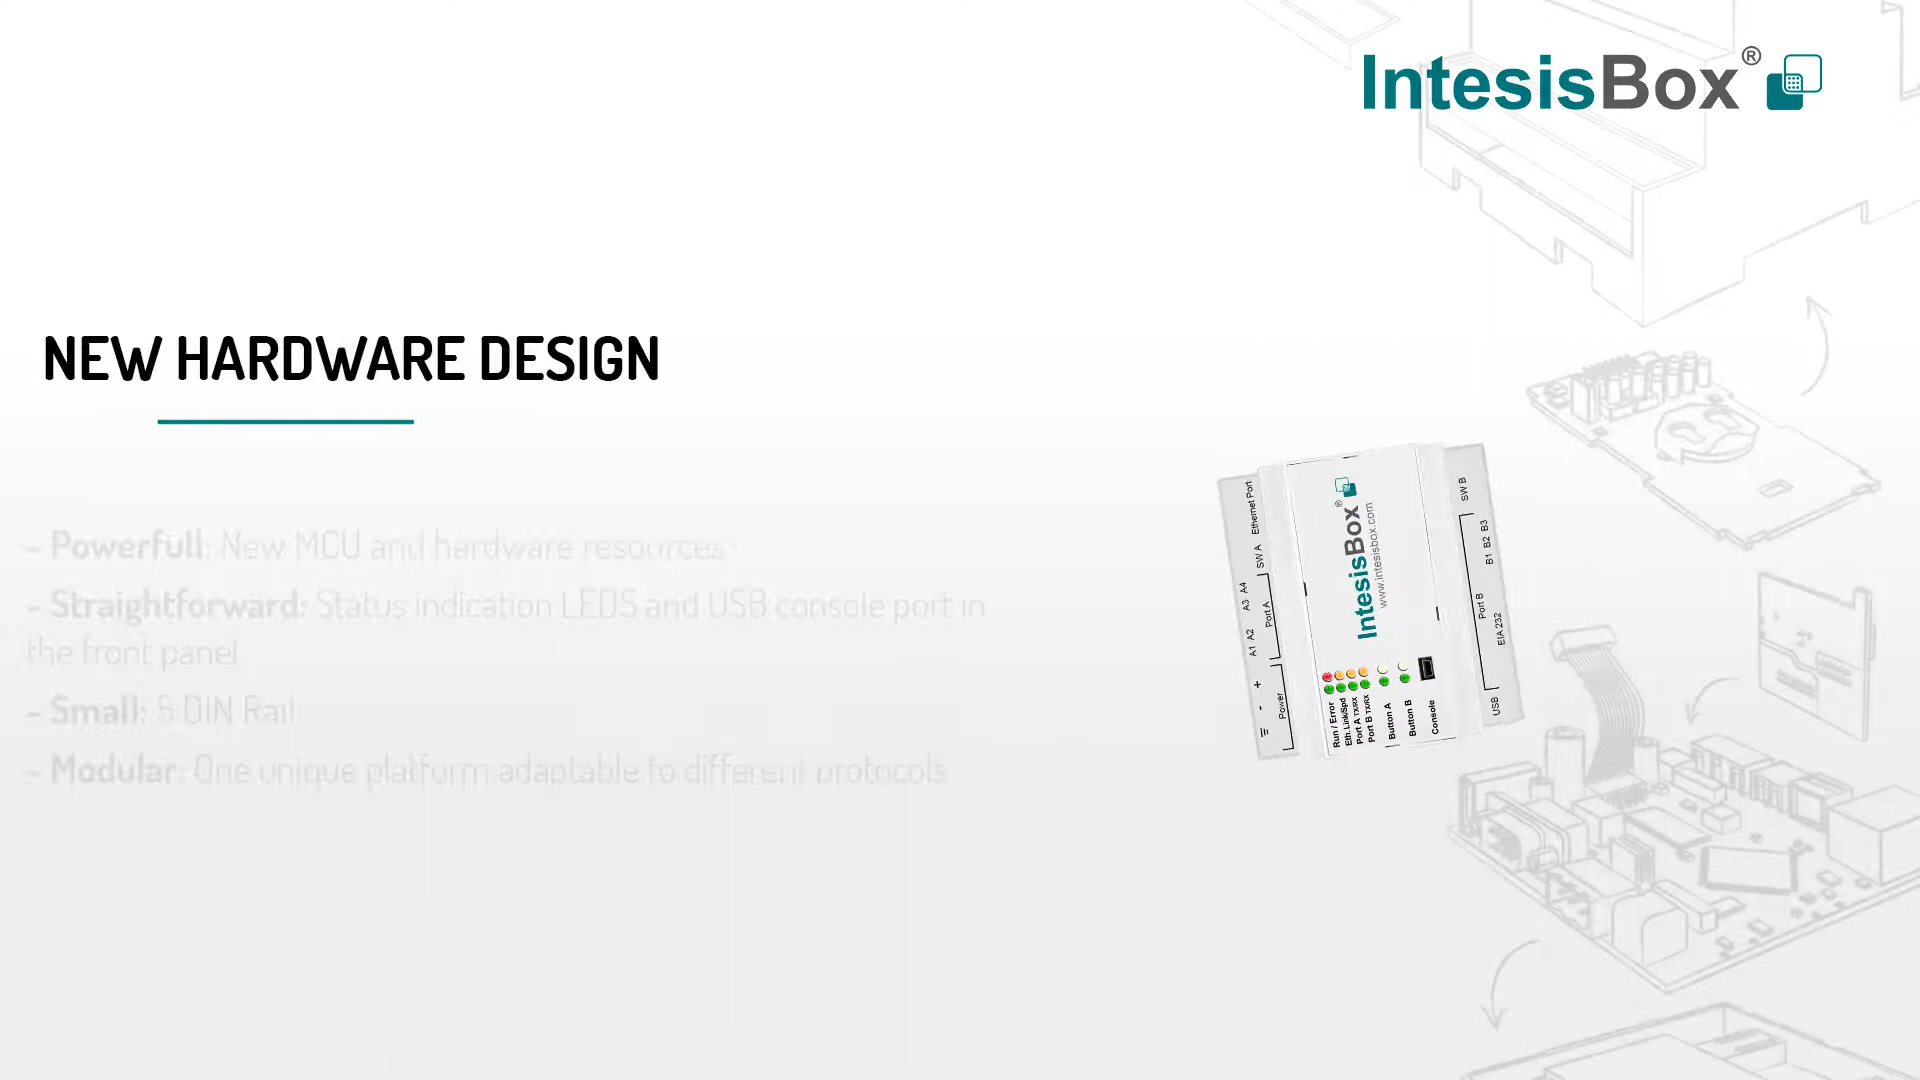 IntesisBox®
NEW HARDWARE DESIGN
- Powerfull: New MCU and hardware resources
- Straightforward: Status indication LEDS and USB console port in
the front panel
- Small: 5 DIN Rail
- Modular: One unique platform adaptable to different protocols
Ethernet Port
SW A
A4
A3
Port A
A2
A1
+
-
Power
IntesisBox®
www.intesisbox.com
Run / Error
Eth. Link/Spd
Port A TX/RX
Port B TX/RX
Button A
Button B
Console
SW B
B3
B2
B1
Port B
EIA 232
USB